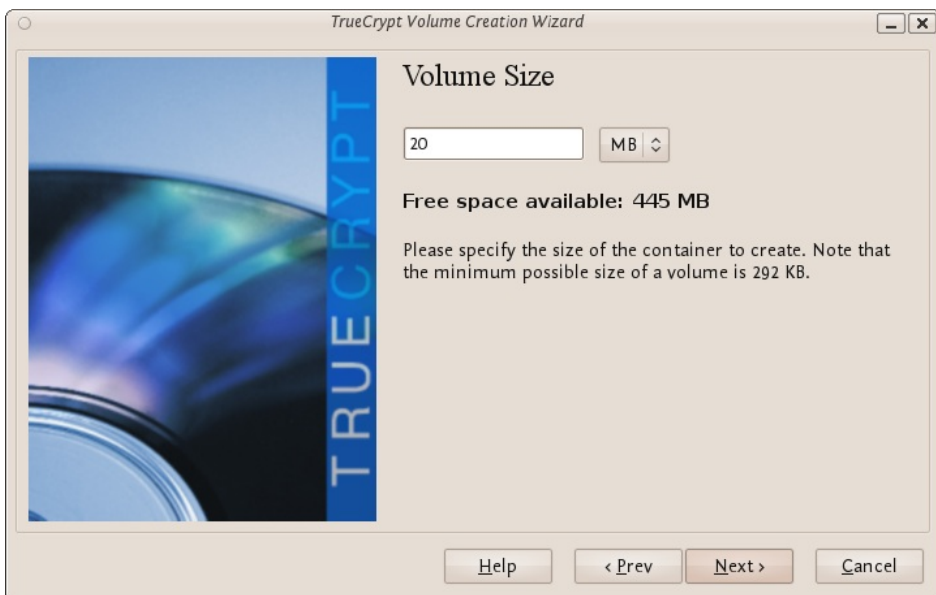 TrueCrypt Volume Creation Wizard
TRUECRYPT
Volume Size
20
MB
Free space available: 445 MB
Please specify the size of the container to create. Note that
the minimum possible size of a volume is 292 KB.
Help
< Prev
Next >
Cancel